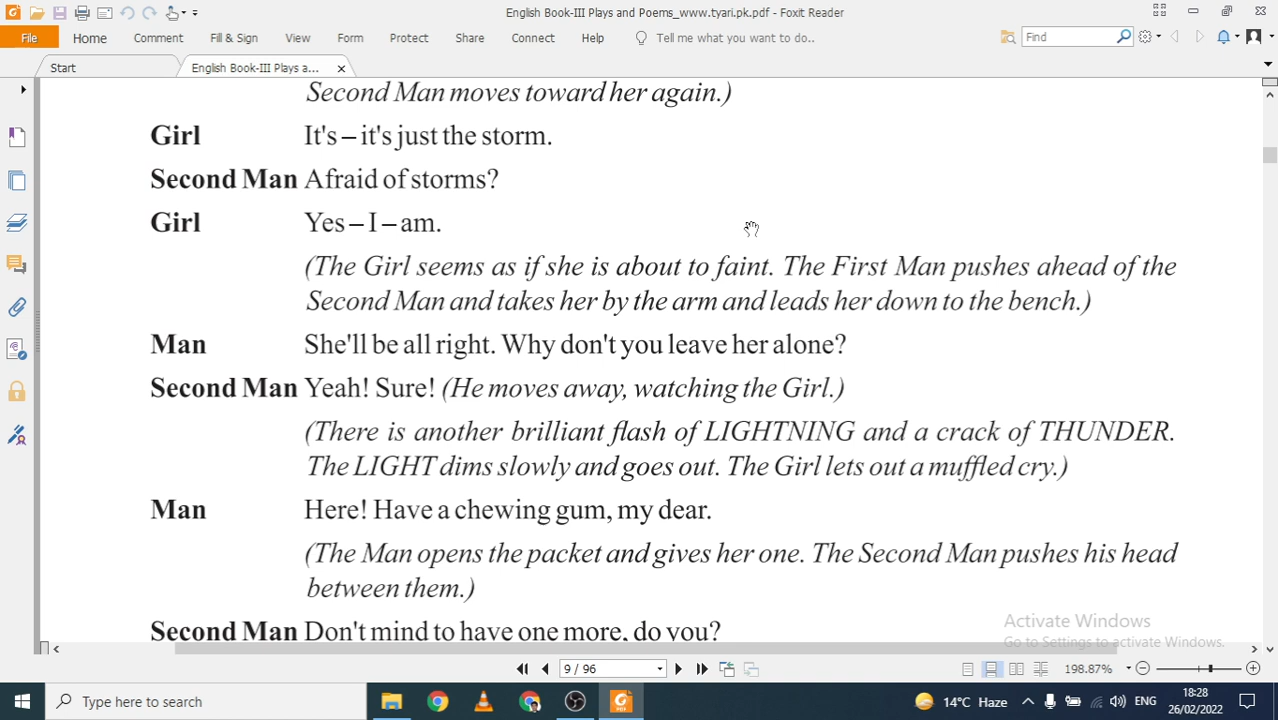 English Book-III Plays and Poems_www.tyari.pk.pdf - Foxit Reader
File Home Comment Fill & Sign View Form Protect Share Connect Help Tell me what you want to do.. Find
Start English Book-III Plays a...
Second Man moves toward her again.)
Girl It's – it's just the storm.
Second Man Afraid of storms?
Girl Yes – I – am.
(The Girl seems as if she is about to faint. The First Man pushes ahead of the
Second Man and takes her by the arm and leads her down to the bench.)
Man She'll be all right. Why don't you leave her alone?
Second Man Yeah! Sure! (He moves away, watching the Girl.)
(There is another brilliant flash of LIGHTNING and a crack of THUNDER.
The LIGHT dims slowly and goes out. The Girl lets out a muffled cry.)
Man Here! Have a chewing gum, my dear.
(The Man opens the packet and gives her one. The Second Man pushes his head
between them.)
Second Man Don't mind to have one more, do you?
Activate Windows
Go to Settings to activate Windows.
9 / 96 198.87%
Type here to search 14°C Haze ENG 18:28
26/02/2022